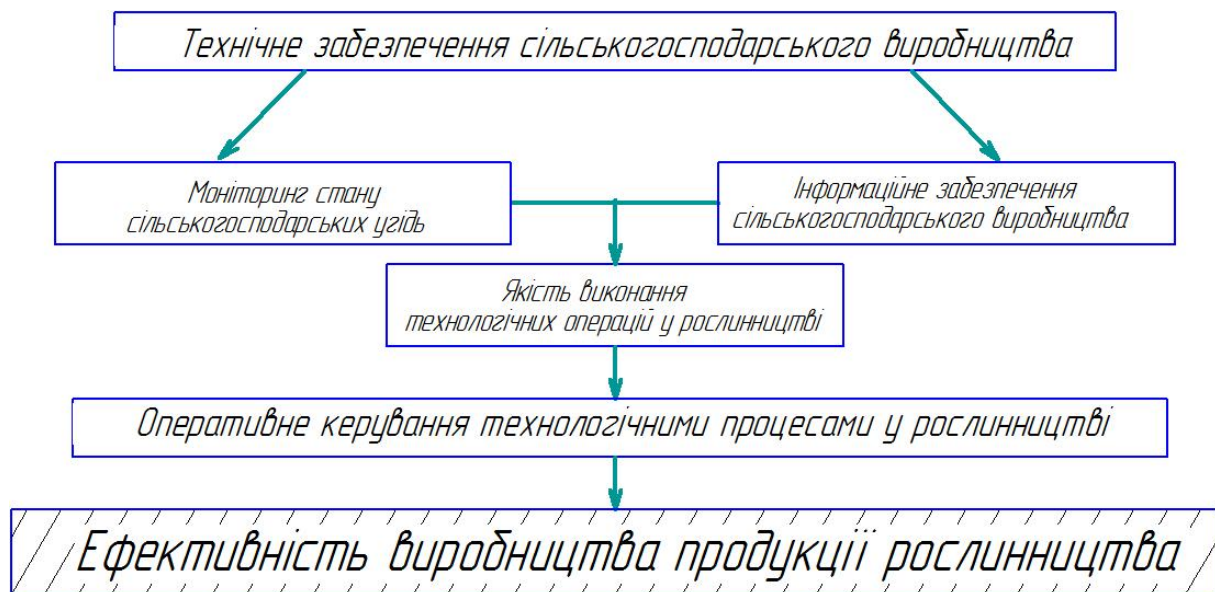 Технічне забезпечення сільськогосподарського виробництва
Моніторинг стану
сільськогосподарських угідь
Інформаційне забезпечення
сільськогосподарського виробництва
Якість виконання
технологічних операцій у рослинництві
Оперативне керування технологічними процесами у рослинництві
Ефективність виробництва продукції рослинництва